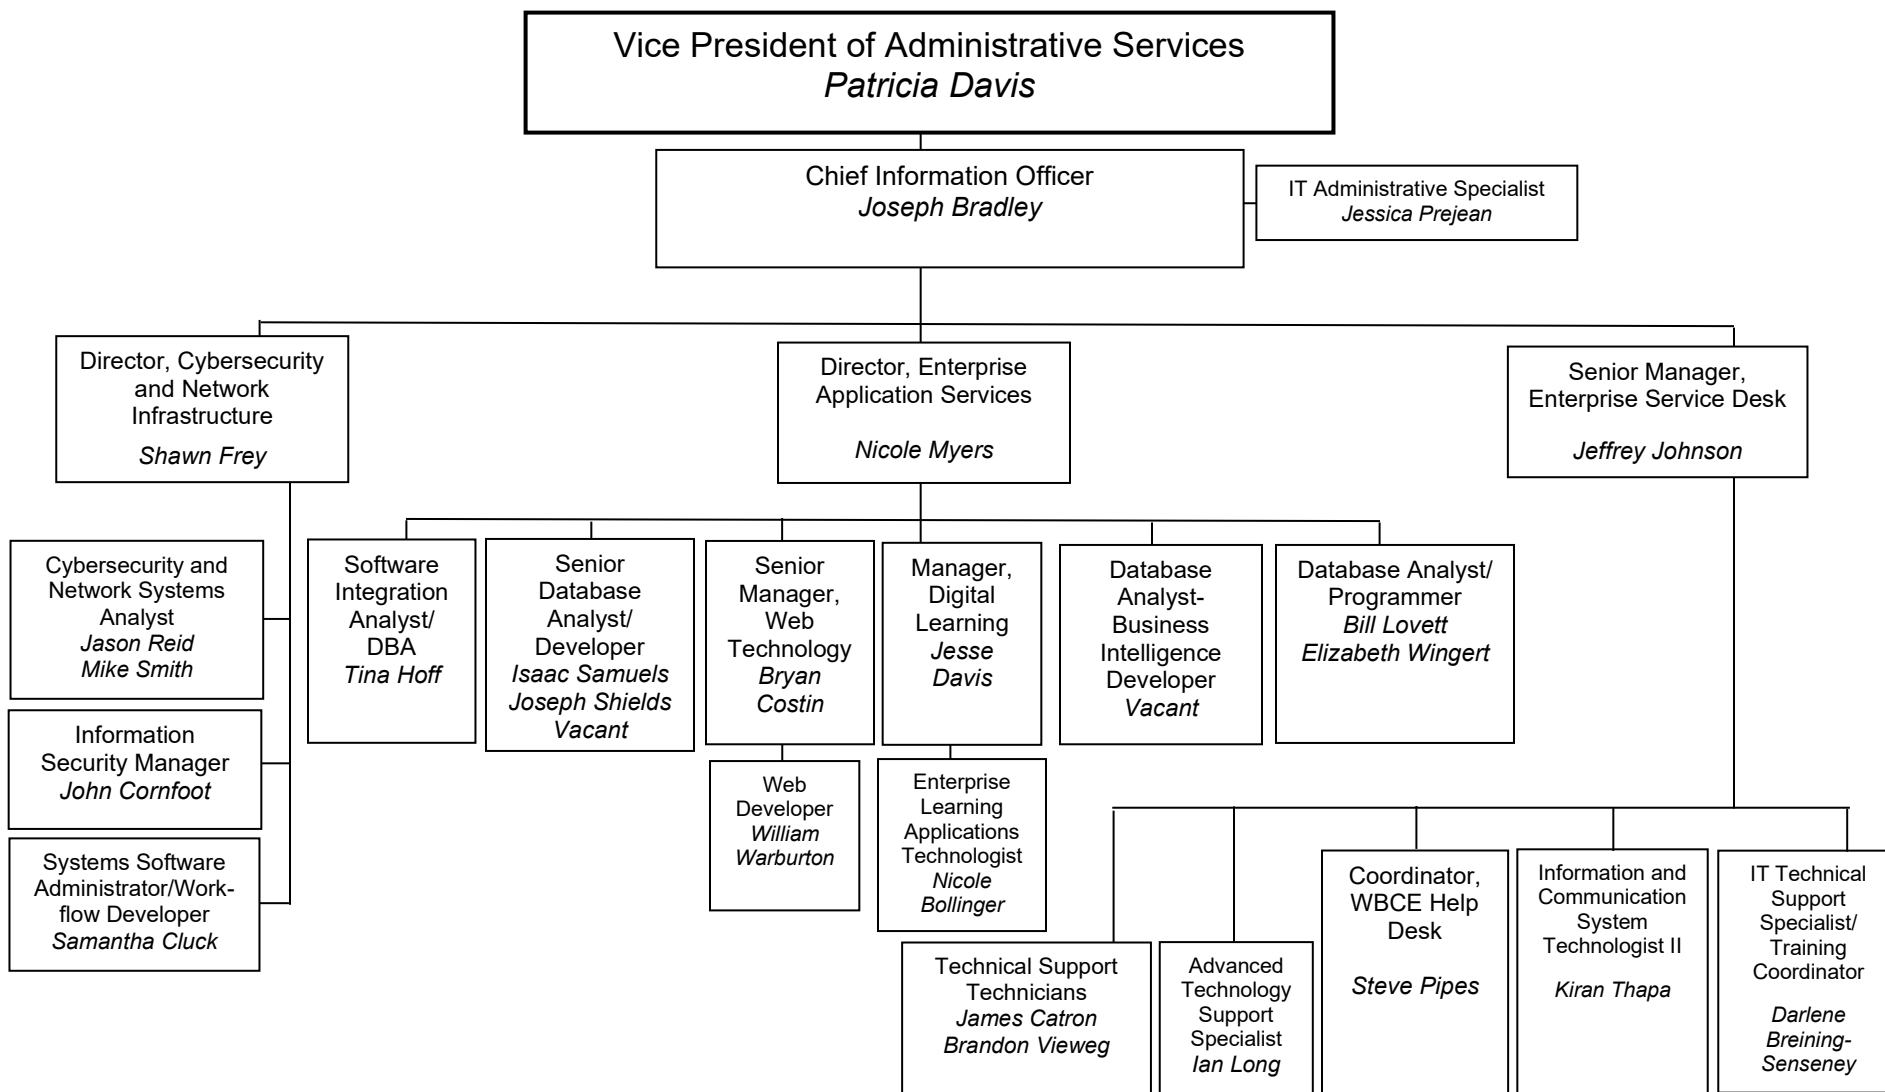 Vice President of Administrative Services
Patricia Davis
Chief Information Officer
Joseph Bradley
IT Administrative Specialist
Jessica Prejean
Director, Cybersecurity
and Network
Infrastructure
Shawn Frey
Director, Enterprise
Application Services
Nicole Myers
Senior Manager,
Enterprise Service Desk
Jeffrey Johnson
Cybersecurity and
Network Systems
Analyst
Jason Reid
Mike Smith
Information
Security Manager
John Cornfoot
Systems Software
Administrator/Work-
flow Developer
Samantha Cluck
Software
Integration
Analyst/
DBA
Tina Hoff
Senior
Database
Analyst/
Developer
Isaac Samuels
Joseph Shields
Vacant
Senior
Manager,
Web
Technology
Bryan
Costin
Web
Developer
William
Warburton
Manager,
Digital
Learning
Jesse
Davis
Enterprise
Learning
Applications
Technologist
Nicole
Bollinger
Database
Analyst-
Business
Intelligence
Developer
Vacant
Database Analyst/
Programmer
Bill Lovett
Elizabeth Wingert
Technical Support
Technicians
James Catron
Brandon Vieweg
Advanced
Technology
Support
Specialist
Ian Long
Coordinator,
WBCE Help
Desk
Steve Pipes
Information and
Communication
System
Technologist II
Kiran Thapa
IT Technical
Support
Specialist/
Training
Coordinator
Darlene
Breining-
Senseney